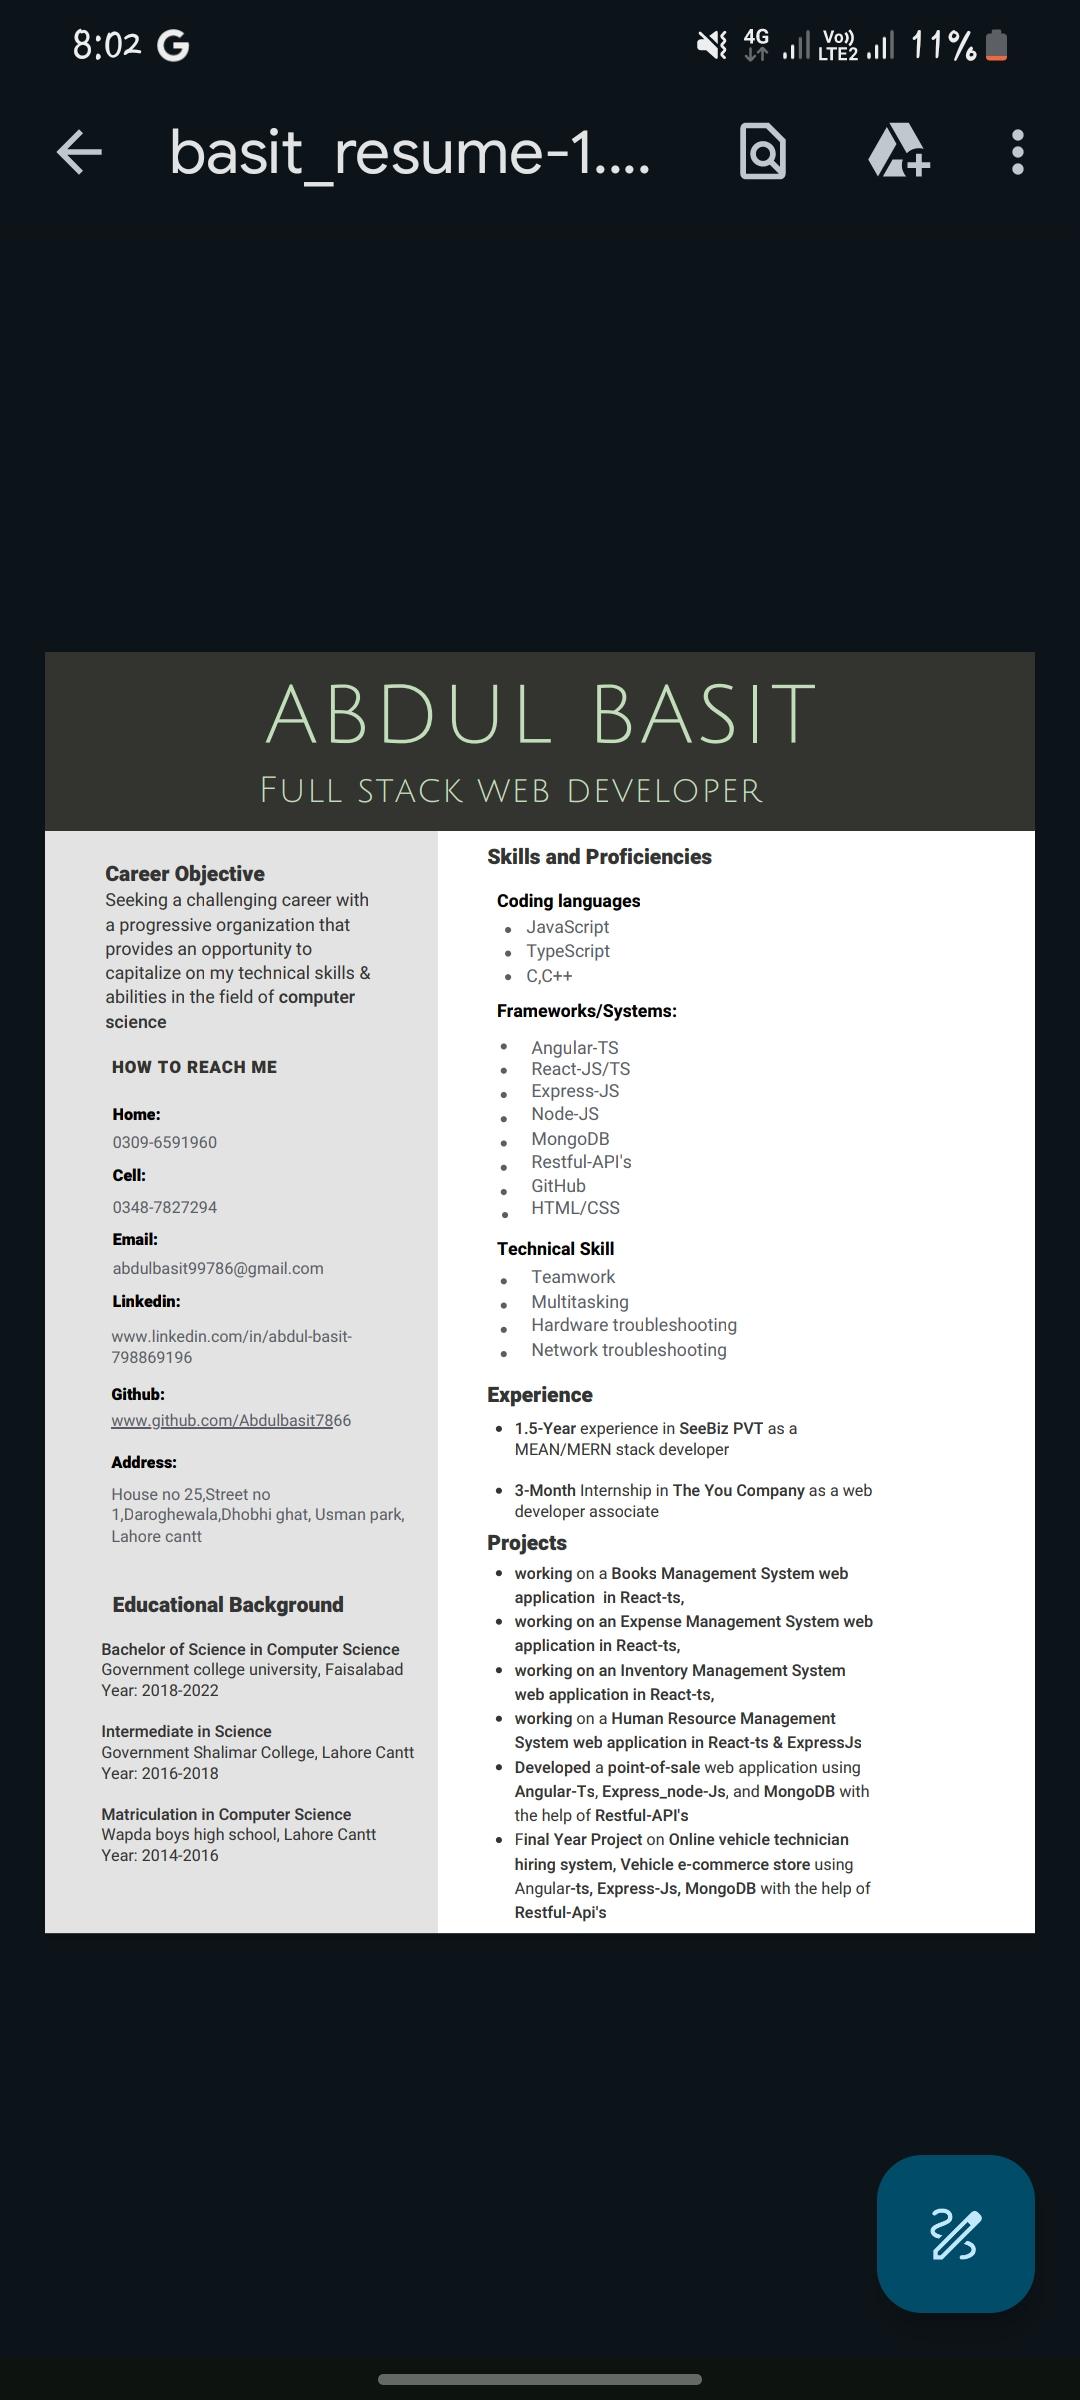 8:02 G
4G
Vo))
LTE2
11%
basit_resume-1....
ABDUL BASIT
FULL STACK WEB DEVELOPER
Career Objective
Seeking a challenging career with
a progressive organization that
provides an opportunity to
capitalize on my technical skills &
abilities in the field of computer
science
HOW TO REACH ME
Home:
0309-6591960
Cell:
0348-7827294
Email:
abdulbasit99786@gmail.com
Linkedin:
www.linkedin.com/in/abdul-basit-
798869196
Github:
www.github.com/Abdulbasit7866
Address:
House no 25,Street no
1,Daroghewala,Dhobhi ghat, Usman park,
Lahore cantt
Educational Background
Bachelor of Science in Computer Science
Government college university, Faisalabad
Year: 2018-2022
Intermediate in Science
Government Shalimar College, Lahore Cantt
Year: 2016-2018
Matriculation in Computer Science
Wapda boys high school, Lahore Cantt
Year: 2014-2016
Skills and Proficiencies
Coding languages
• JavaScript
• TypeScript
• C,C++
Frameworks/Systems:
• Angular-TS
• React-JS/TS
• Express-JS
• Node-JS
• MongoDB
• Restful-API's
• GitHub
• HTML/CSS
Technical Skill
• Teamwork
• Multitasking
• Hardware troubleshooting
• Network troubleshooting
Experience
• 1.5-Year experience in SeeBiz PVT as a
MEAN/MERN stack developer
• 3-Month Internship in The You Company as a web
developer associate
Projects
• working on a Books Management System web
application in React-ts,
• working on an Expense Management System web
application in React-ts,
• working on an Inventory Management System
web application in React-ts,
• working on a Human Resource Management
System web application in React-ts & ExpressJs
• Developed a point-of-sale web application using
Angular-Ts, Express_node-Js, and MongoDB with
the help of Restful-API's
• Final Year Project on Online vehicle technician
hiring system, Vehicle e-commerce store using
Angular-ts, Express-Js, MongoDB with the help of
Restful-Api's